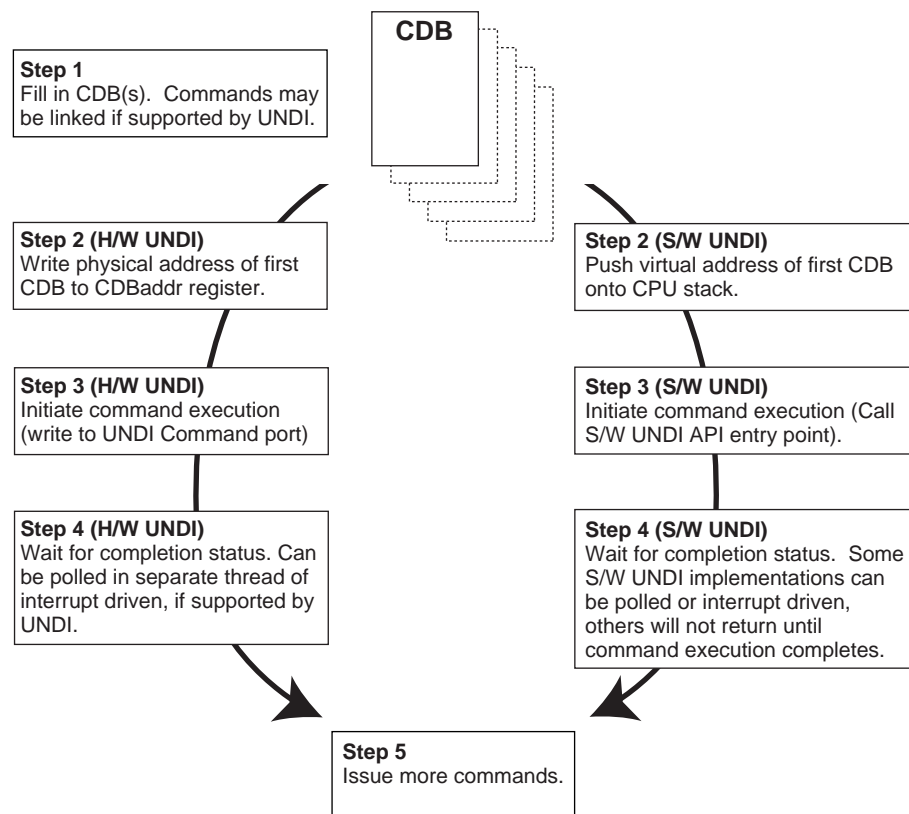 CDB
Step 1
Fill in CDB(s).  Commands may
be linked if supported by UNDI.
Step 2 (H/W UNDI)
Write physical address of first
CDB to CDBaddr register.
Step 2 (S/W UNDI)
Push virtual address of first CDB
onto CPU stack.
Step 3 (H/W UNDI)
Initiate command execution
(write to UNDI Command port)
Step 3 (S/W UNDI)
Initiate command execution (Call
S/W UNDI API entry point).
Step 4 (H/W UNDI)
Wait for completion status. Can
be polled in separate thread of
interrupt driven, if supported by
UNDI.
Step 4 (S/W UNDI)
Wait for completion status.  Some
S/W UNDI implementations can
be polled or interrupt driven,
others will not return until
command execution completes.
Step 5
Issue more commands.